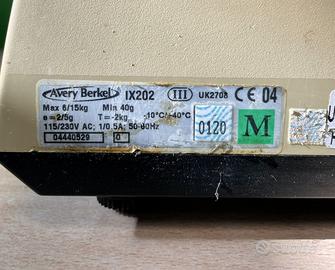 Avery Berkel IX202 III UK2708 CE 04
Max 6/15kg Min 40g
e = 2/5g T = -2kg -10°C/+40°C
115/230V AC; 1/0.5A; 50-60Hz
04440529 0
0120 M